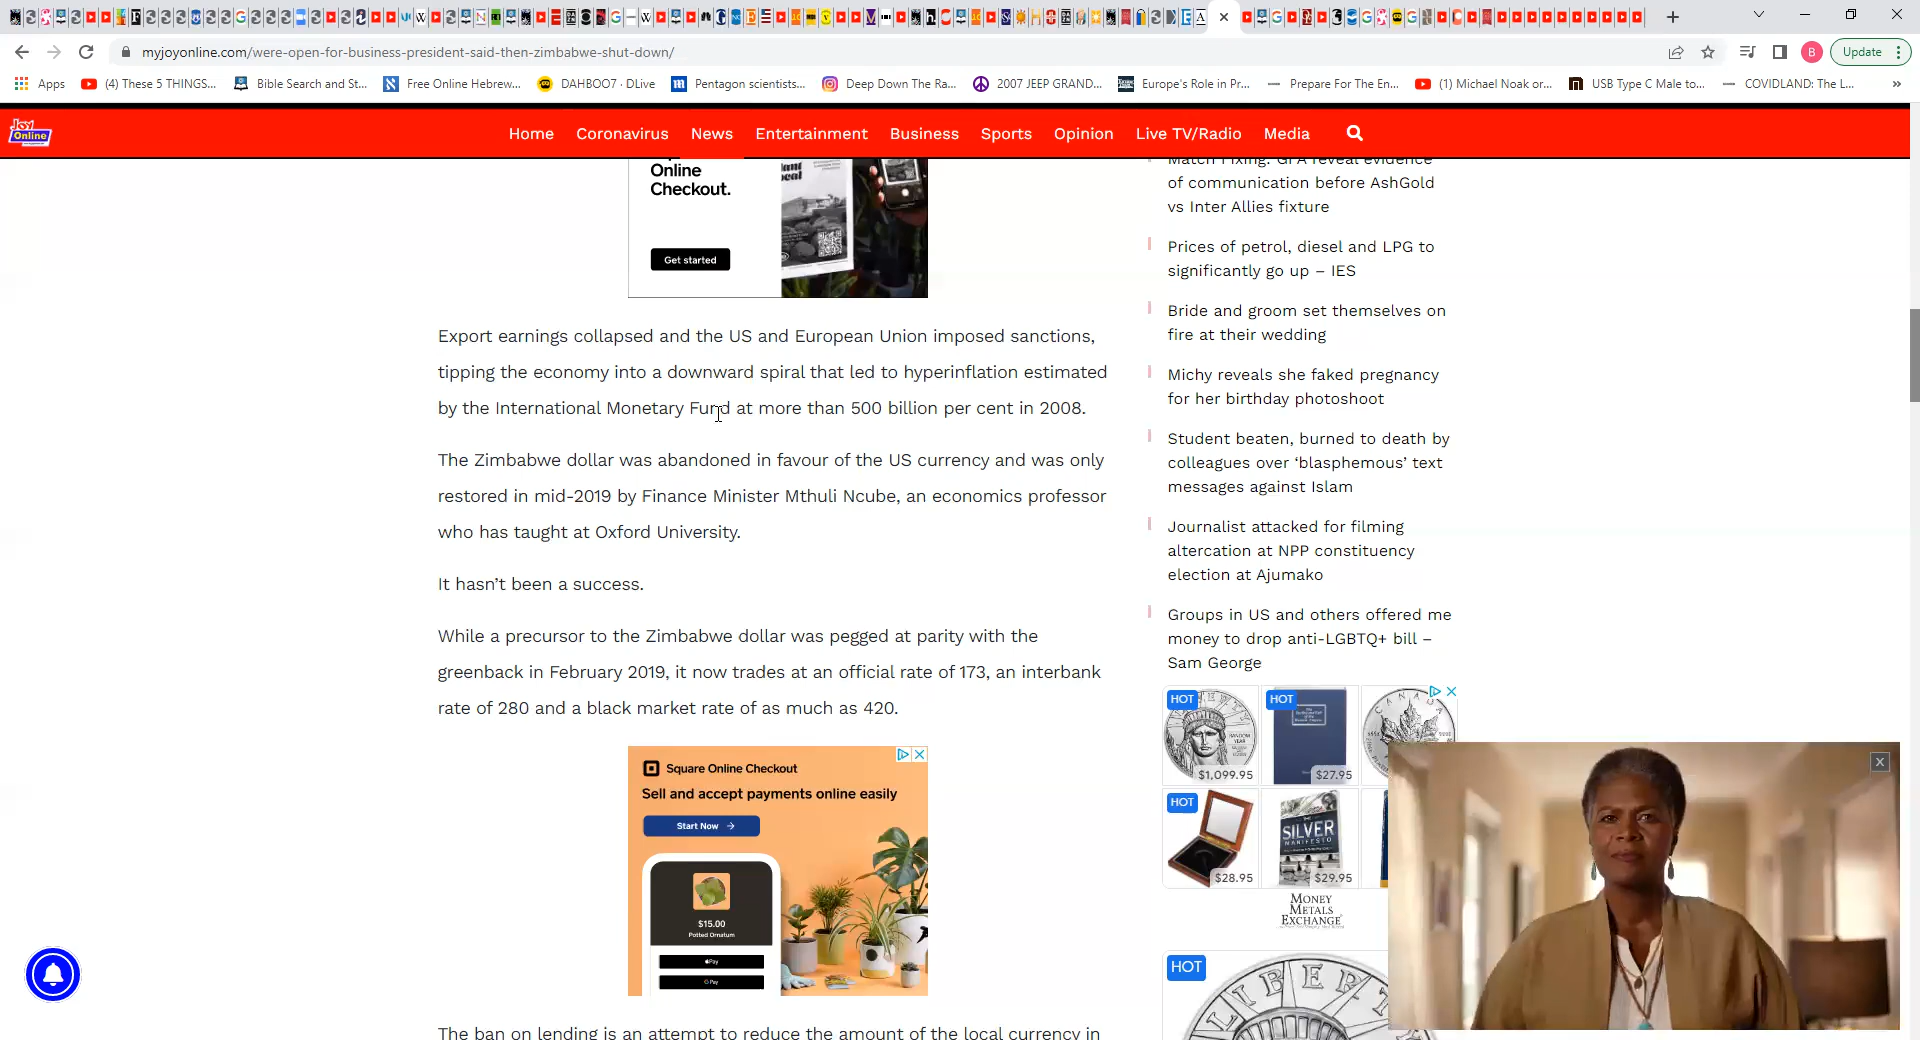 myjoyonline.com/were-open-for-business-president-said-then-zimbabwe-shut-down/
B
Update
Apps
(4) These 5 THINGS...
Bible Search and St...
Free Online Hebrew...
DAHBOO7 · DLive
Pentagon scientists...
Deep Down The Ra...
2007 JEEP GRAND...
Europe's Role in Pr...
Prepare For The En...
(1) Michael Noak or...
USB Type C Male to...
COVIDLAND: The L...
»
Joy
Online
Home
Coronavirus
News
Entertainment
Business
Sports
Opinion
Live TV/Radio
Media
Online
Checkout.
Get started
Export earnings collapsed and the US and European Union imposed sanctions,
tipping the economy into a downward spiral that led to hyperinflation estimated
by the International Monetary Fund at more than 500 billion per cent in 2008.
The Zimbabwe dollar was abandoned in favour of the US currency and was only
restored in mid-2019 by Finance Minister Mthuli Ncube, an economics professor
who has taught at Oxford University.
It hasn't been a success.
While a precursor to the Zimbabwe dollar was pegged at parity with the
greenback in February 2019, it now trades at an official rate of 173, an interbank
rate of 280 and a black market rate of as much as 420.
Square Online Checkout
Sell and accept payments online easily
Start Now →
$15.00
Potted Ornatum
Pay
G Pay
The ban on lending is an attempt to reduce the amount of the local currency in
Match Fixing: GFA reveal evidence
of communication before AshGold
vs Inter Allies fixture
Prices of petrol, diesel and LPG to
significantly go up – IES
Bride and groom set themselves on
fire at their wedding
Michy reveals she faked pregnancy
for her birthday photoshoot
Student beaten, burned to death by
colleagues over ‘blasphemous’ text
messages against Islam
Journalist attacked for filming
altercation at NPP constituency
election at Ajumako
Groups in US and others offered me
money to drop anti-LGBTQ+ bill –
Sam George
HOT
$1,099.95
HOT
$27.95
CANADA
HOT
$28.95
THE
SILVER
MANIFESTO
$29.95
MONEY
METALS
EXCHANGE
HOT
LIBERT
X